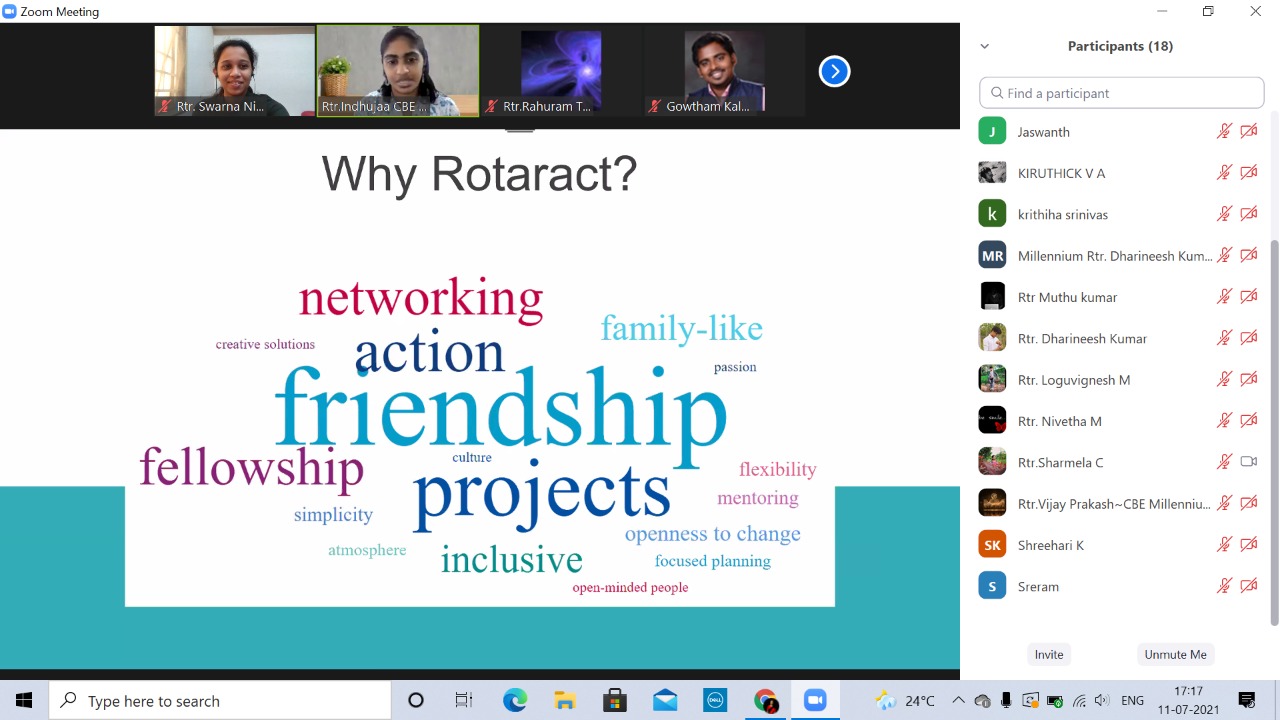 Zoom Meeting
Rtr. Swarna Ni...
Rtr.Indhujaa CBE ...
Rtr.Rahuram T...
Gowtham Kal...
Why Rotaract?
networking
family-like
creative solutions
action
passion
friendship
culture
fellowship
projects
flexibility
mentoring
simplicity
openness to change
atmosphere
inclusive
focused planning
open-minded people
Participants (18)
Find a participant
J Jaswanth
KIRUTHICK V A
k krithiha srinivas
MR Millennium Rtr. Dharineesh Kum...
Rtr Muthu kumar
Rtr. Dharineesh Kumar
Rtr. Loguvignesh M
Rtr. Nivetha M
Rtr.Sharmela C
Rtr.Vijay Prakash~CBE Millenniu...
SK Shreehari K
S Sreram
Invite
Unmute Me
Type here to search
DELL
24°C
ENG
17:17
11-07-2021